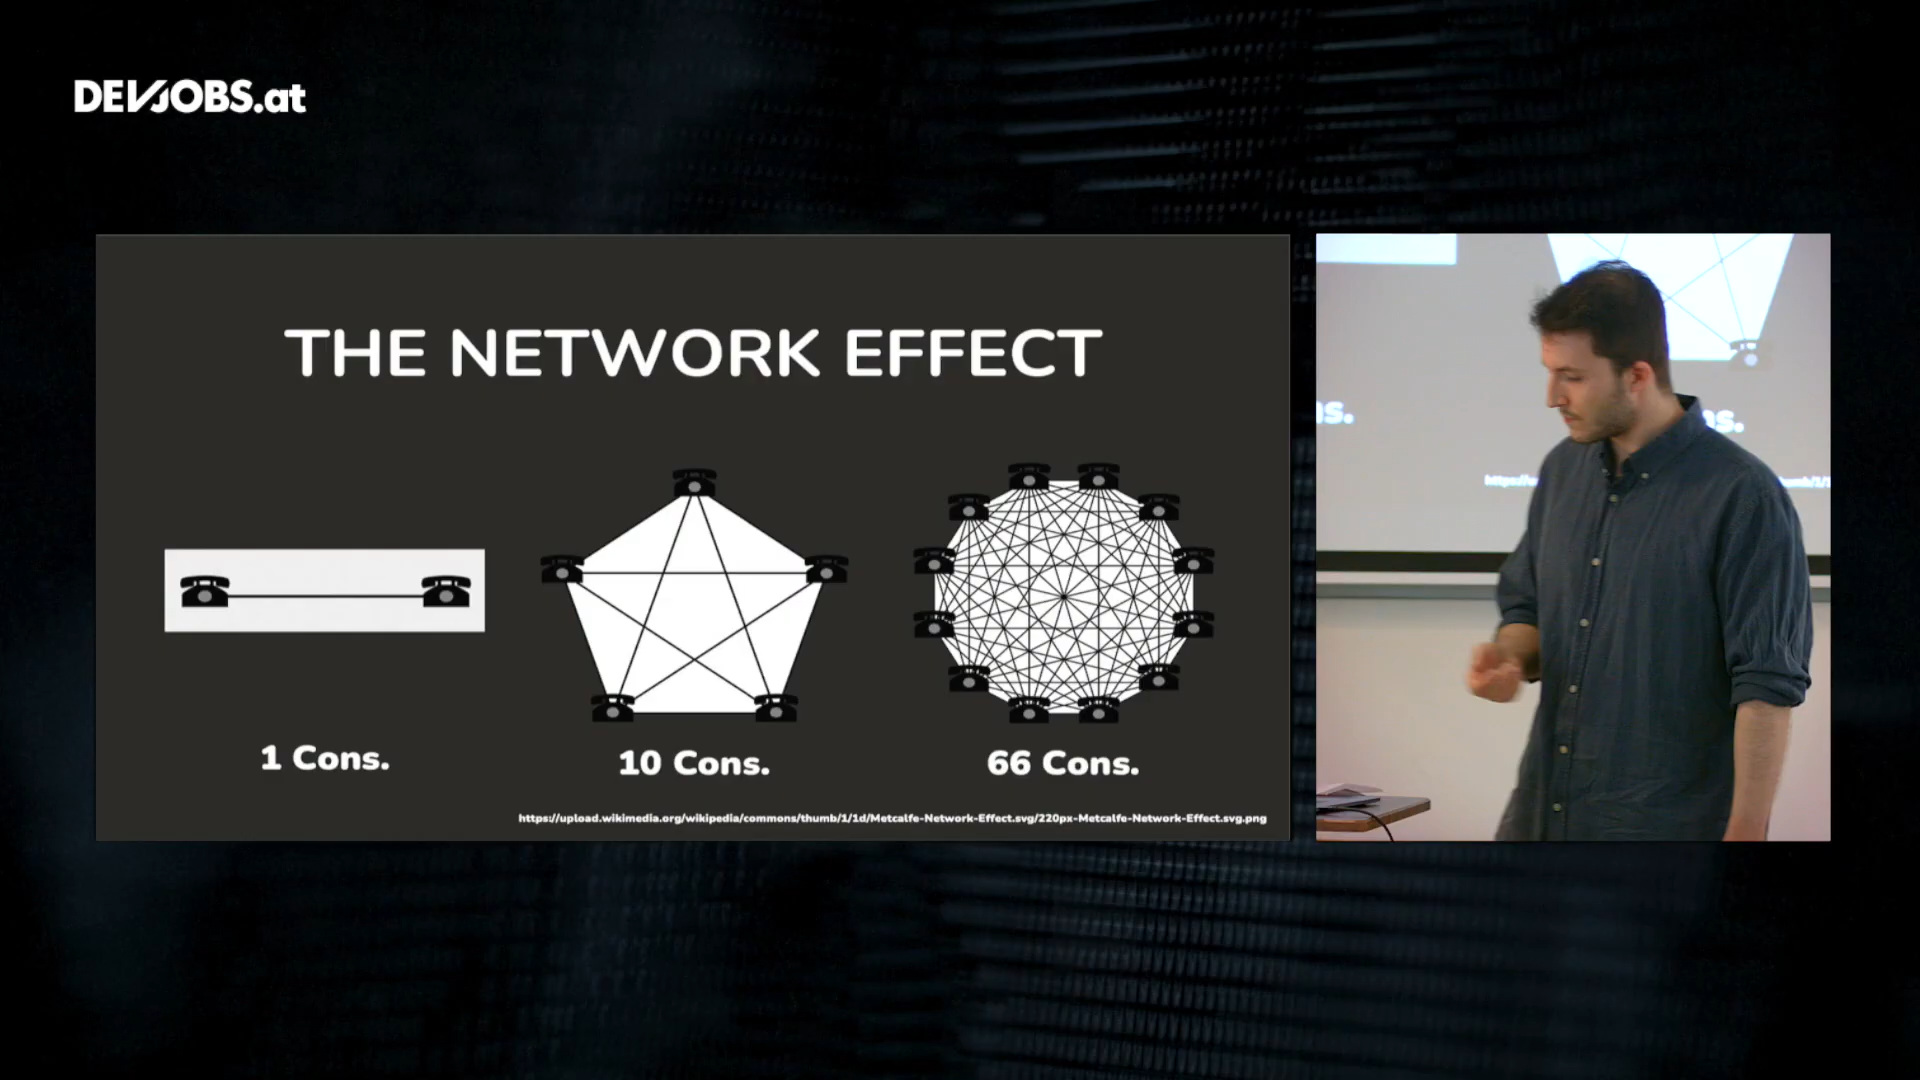 DEVJOBS.at
THE NETWORK EFFECT
1 Cons.
10 Cons.
66 Cons.
https://upload.wikimedia.org/wikipedia/commons/thumb/1/1d/Metcalfe-Network-Effect.svg/220px-Metcalfe-Network-Effect.svg.png
s.
ns.